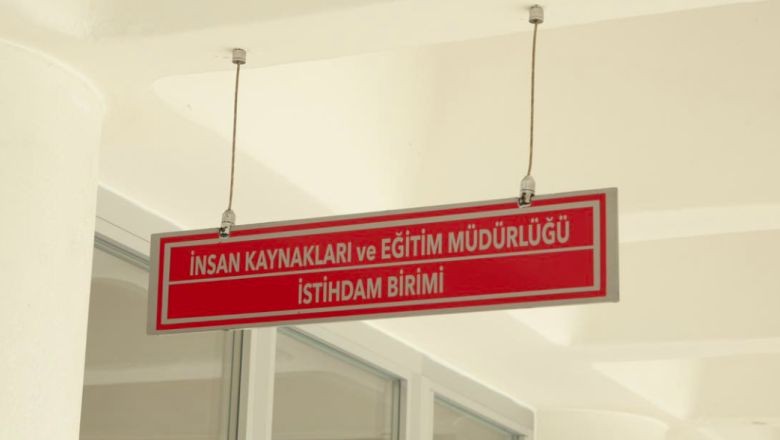 İNSAN KAYNAKLARI ve EĞİTİM MÜDÜRLÜĞÜ
İSTİHDAM BİRİMİ